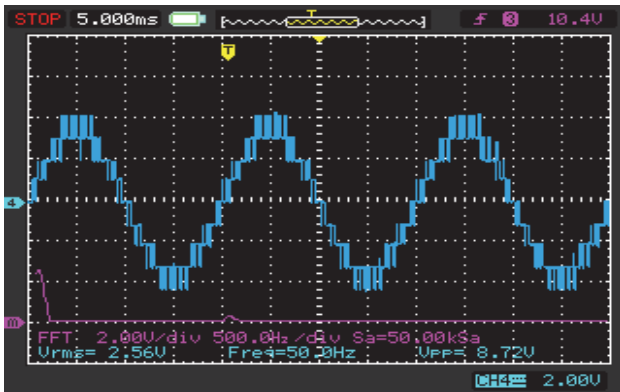 STOP 5.000ms T 3 10.4V
T
4
m
FFT 2.00V/div 500.0Hz/div Sa=50.00kSa
Vrms= 2.56V Freq=50.0Hz Vpp= 8.72V
CH4 2.00V